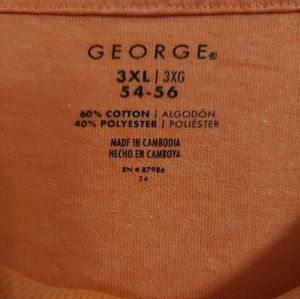 GEORGE®
3XL | 3XG
54-56
60% COTTON | ALGODÓN
40% POLYESTER | POLIÉSTER
MADE IN CAMBODIA
HECHO EN CAMBOYA
RN # 87986
24